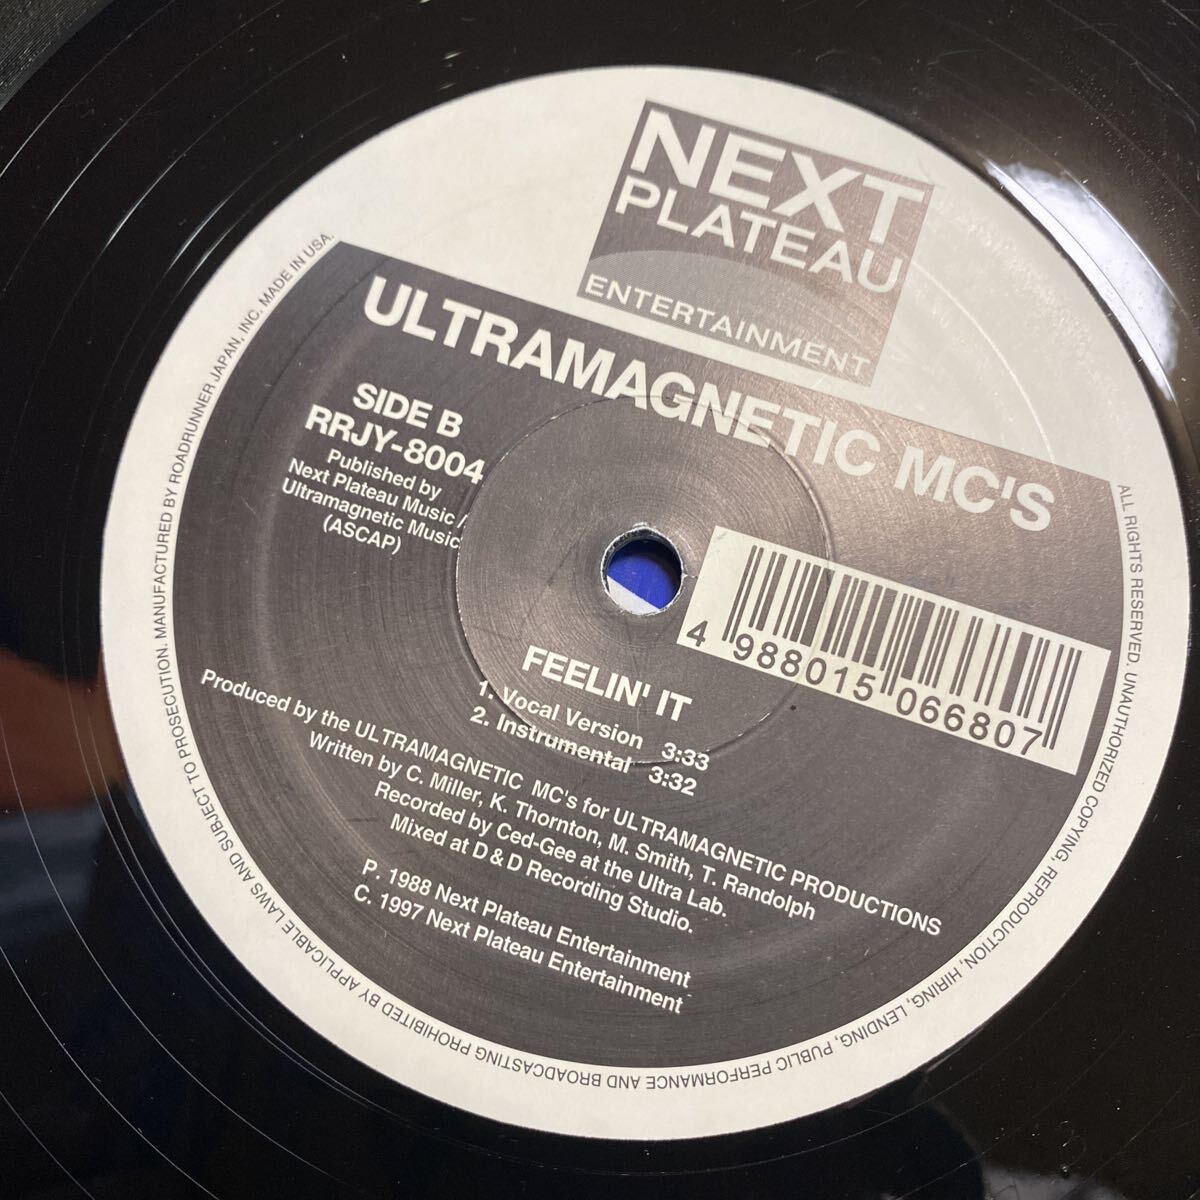 NEXT
PLATEAU
ENTERTAINMENT
ULTRAMAGNETIC MC'S
SIDE B
RRJY-8004
Published by
Next Plateau Music /
Ultramagnetic Music
(ASCAP)
4 988015 066807
FEELIN' IT
1. Vocal Version 3:33
2. Instrumental 3:32
Produced by the ULTRAMAGNETIC MC's for ULTRAMAGNETIC PRODUCTIONS
Written by C. Miller, K. Thornton, M. Smith, T. Randolph
Recorded by Ced-Gee at the Ultra Lab.
Mixed at D & D Recording Studio.
P. 1988 Next Plateau Entertainment
C. 1997 Next Plateau Entertainment
ALL RIGHTS RESERVED. UNAUTHORIZED COPYING, REPRODUCTION, HIRING, LENDING, PUBLIC PERFORMANCE AND BROADCASTING PROHIBITED BY APPLICABLE LAWS AND SUBJECT TO PROSECUTION. MANUFACTURED BY ROADRUNNER JAPAN, INC. MADE IN USA.